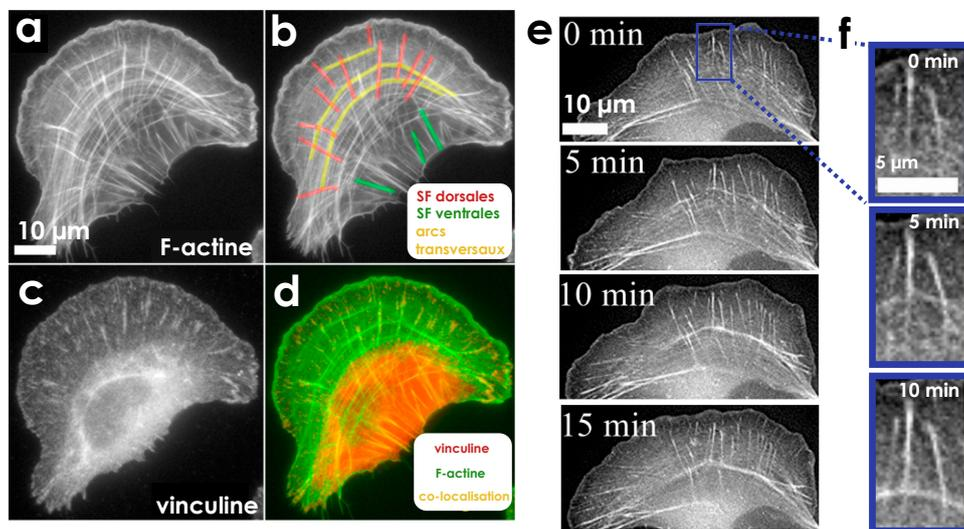 a
10 µm
F-actine
b
SF dorsales
SF ventrales
arcs
transversaux
c
vinculine
d
vinculine
F-actine
co-localisation
e
0 min
10 µm
5 min
10 min
15 min
f
0 min
5 µm
5 min
10 min